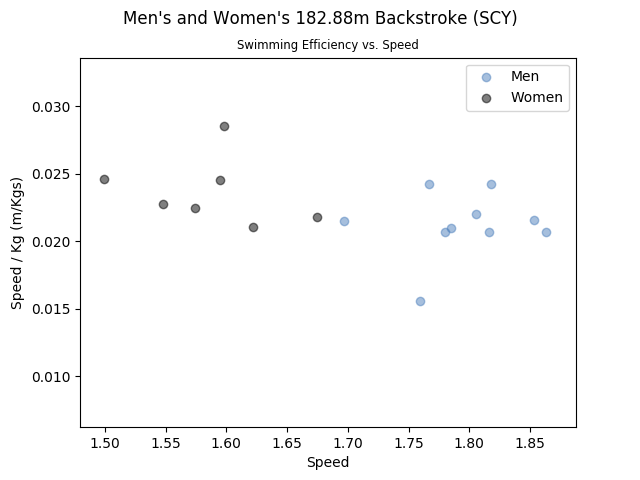 Men's and Women's 182.88m Backstroke (SCY)
Swimming Efficiency vs. Speed
Men
Women
0.030
0.025
0.020
0.015
0.010
Speed / Kg (m/Kgs)
1.50 1.55 1.60 1.65 1.70 1.75 1.80 1.85
Speed